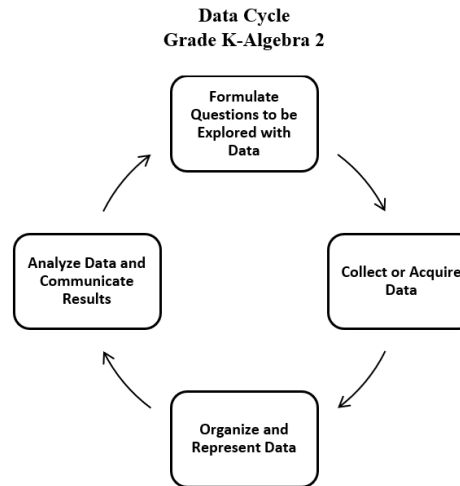 Data Cycle
Grade K-Algebra 2
Formulate
Questions to be
Explored with
Data
Collect or Acquire
Data
Organize and
Represent Data
Analyze Data and
Communicate
Results